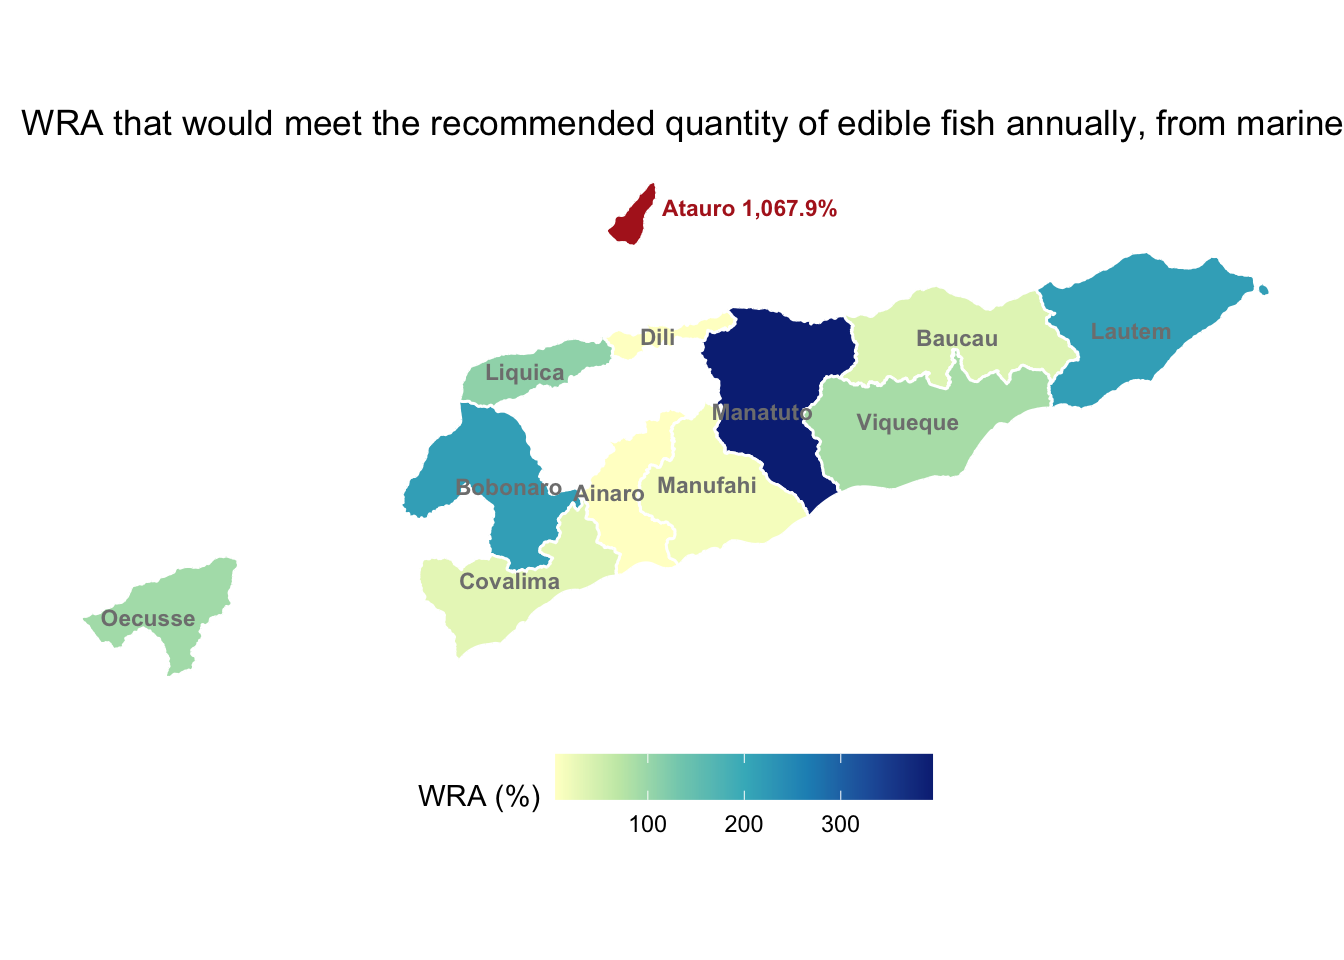 WRA that would meet the recommended quantity of edible fish annually, from marine
Atauro 1,067.9%
Dili
Baucau
Lautem
Liquica
Manatuto
Viqueque
Bobonaro
Ainaro
Manufahi
Covalima
Oecusse
WRA (%)
100 200 300